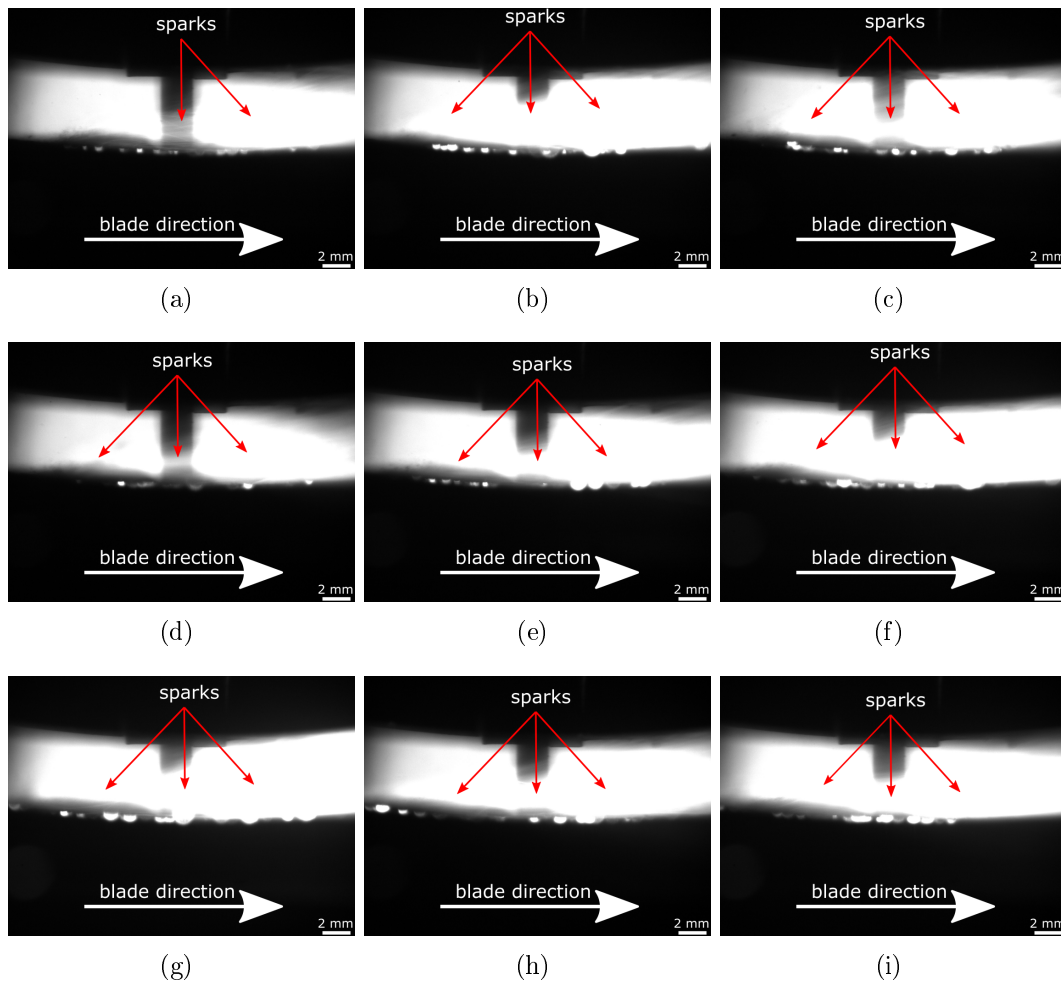 sparks
blade direction
2 mm
(a)
sparks
blade direction
2 mm
(b)
sparks
blade direction
2 mm
(c)
sparks
blade direction
2 mm
(d)
sparks
blade direction
2 mm
(e)
sparks
blade direction
2 mm
(f)
sparks
blade direction
2 mm
(g)
sparks
blade direction
2 mm
(h)
sparks
blade direction
2 mm
(i)